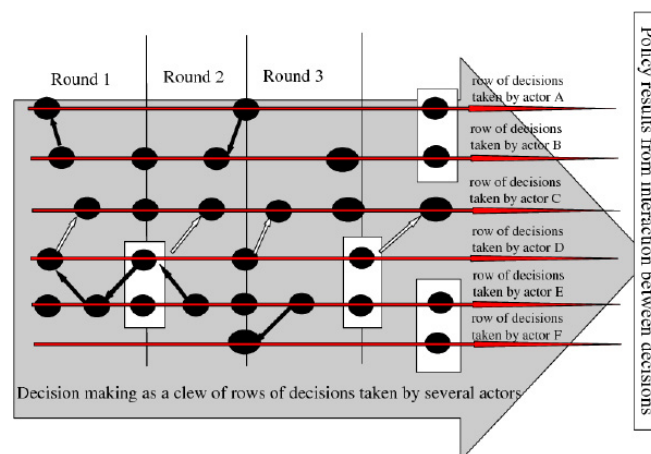 Round 1
Round 2
Round 3
row of decisions
taken by actor A
row of decisions
taken by actor B
row of decisions
taken by actor C
row of decisions
taken by actor D
row of decisions
taken by actor E
row of decisions
taken by actor F
Decision making as a clew of rows of decisions taken by several actors
Policy results from interaction between decisions